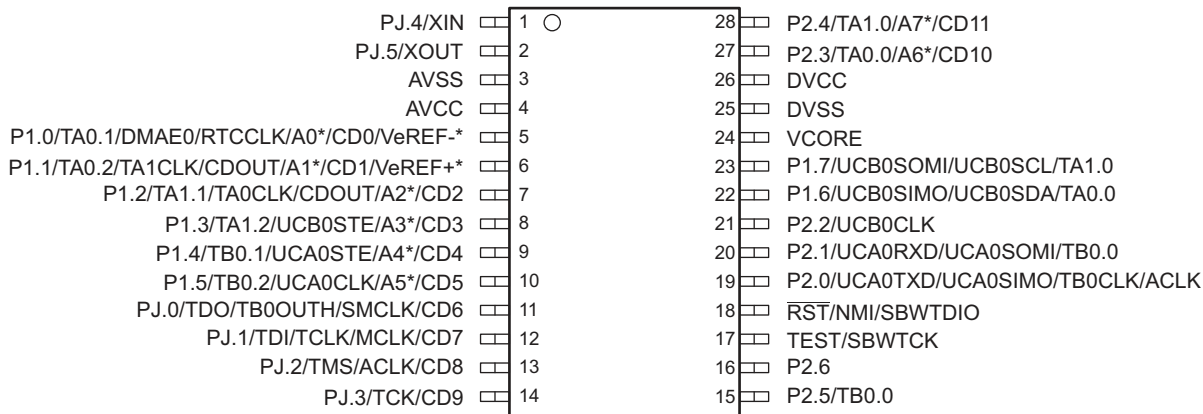 PJ.4/XIN 1 28 P2.4/TA1.0/A7*/CD11
PJ.5/XOUT 2 27 P2.3/TA0.0/A6*/CD10
AVSS 3 26 DVCC
AVCC 4 25 DVSS
P1.0/TA0.1/DMAE0/RTCCLK/A0*/CD0/VeREF-* 5 24 VCORE
P1.1/TA0.2/TA1CLK/CDOUT/A1*/CD1/VeREF+* 6 23 P1.7/UCB0SOMI/UCB0SCL/TA1.0
P1.2/TA1.1/TA0CLK/CDOUT/A2*/CD2 7 22 P1.6/UCB0SIMO/UCB0SDA/TA0.0
P1.3/TA1.2/UCB0STE/A3*/CD3 8 21 P2.2/UCB0CLK
P1.4/TB0.1/UCA0STE/A4*/CD4 9 20 P2.1/UCA0RXD/UCA0SOMI/TB0.0
P1.5/TB0.2/UCA0CLK/A5*/CD5 10 19 P2.0/UCA0TXD/UCA0SIMO/TB0CLK/ACLK
PJ.0/TDO/TB0OUTH/SMCLK/CD6 11 18 RST/NMI/SBWTDIO
PJ.1/TDI/TCLK/MCLK/CD7 12 17 TEST/SBWTCK
PJ.2/TMS/ACLK/CD8 13 16 P2.6
PJ.3/TCK/CD9 14 15 P2.5/TB0.0